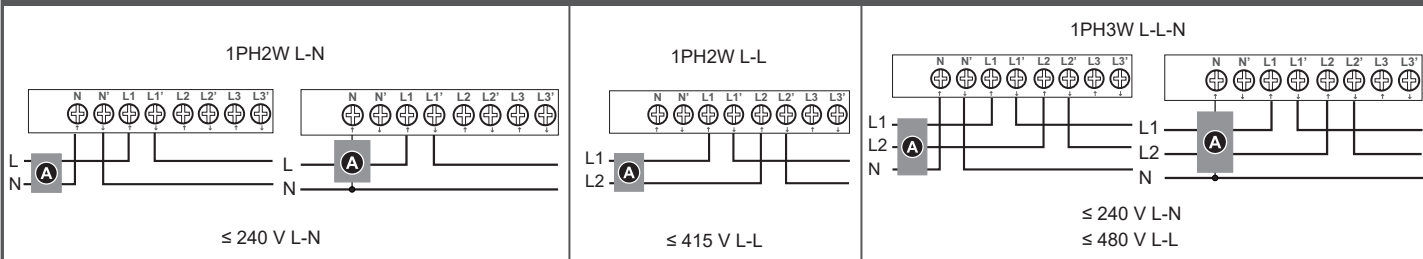 1PH2W L-N
N N' L1 L1' L2 L2' L3 L3'
L
N
A
N N' L1 L1' L2 L2' L3 L3'
L
N
A
≤ 240 V L-N
1PH2W L-L
N N' L1 L1' L2 L2' L3 L3'
L1
L2
A
≤ 415 V L-L
1PH3W L-L-N
N N' L1 L1' L2 L2' L3 L3'
L1
L2
N
A
N N' L1 L1' L2 L2' L3 L3'
L1
L2
N
A
≤ 240 V L-N
≤ 480 V L-L